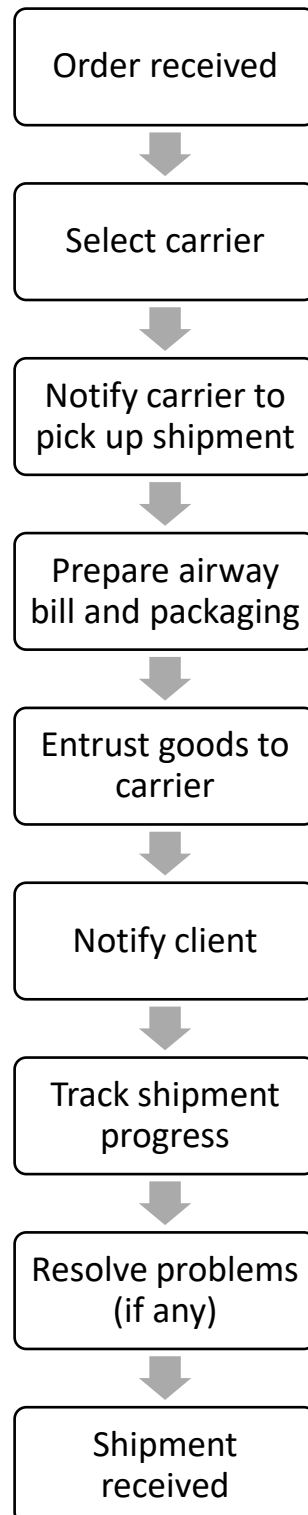 Order received
Select carrier
Notify carrier to
pick up shipment
Prepare airway
bill and packaging
Entrust goods to
carrier
Notify client
Track shipment
progress
Resolve problems
(if any)
Shipment
received